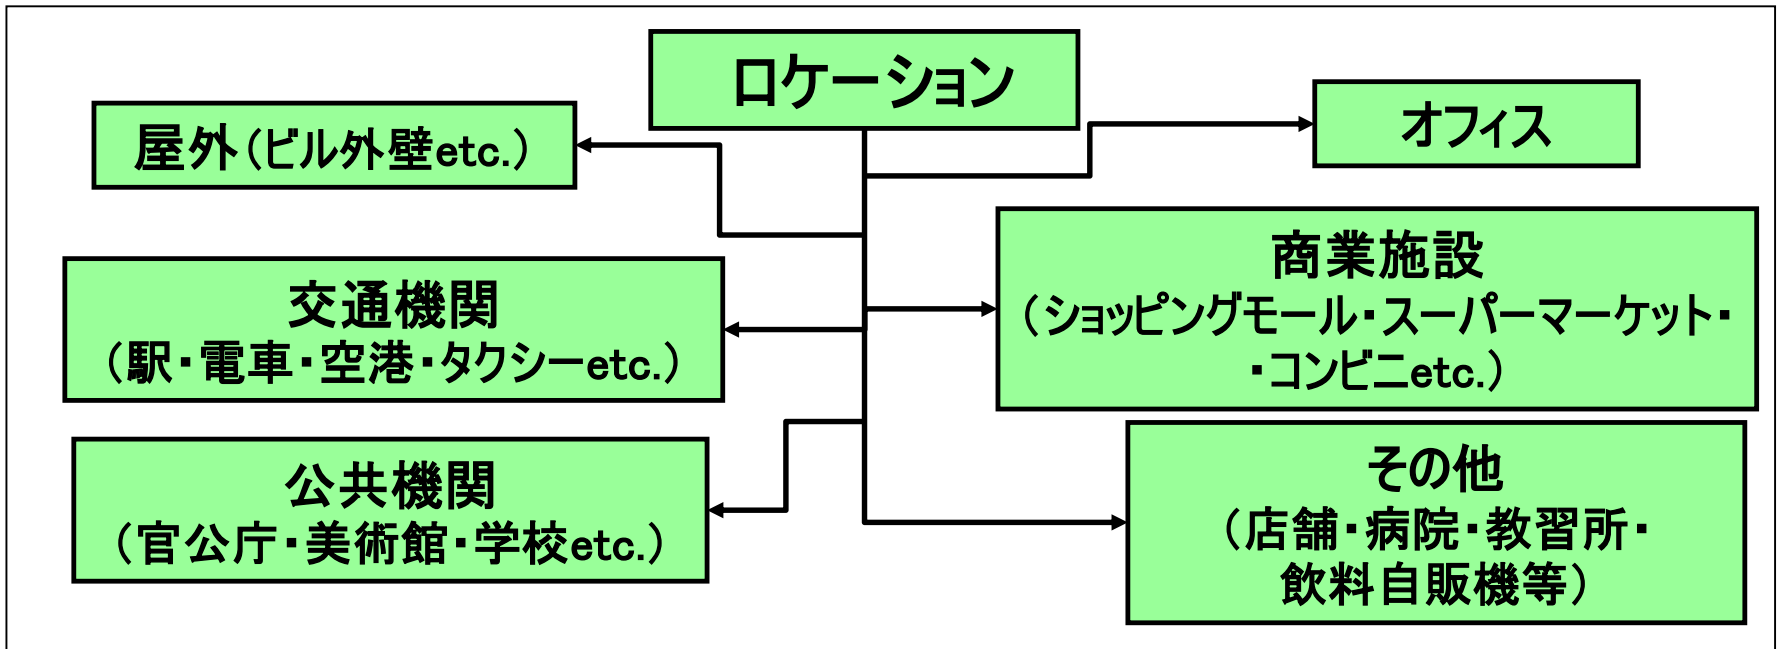 ロケーション
屋外(ビル外壁etc.)
オフィス
交通機関
(駅・電車・空港・タクシーetc.)
商業施設
(ショッピングモール・スーパーマーケット・
・コンビニetc.)
公共機関
(官公庁・美術館・学校etc.)
その他
(店舗・病院・教習所・
飲料自販機等)